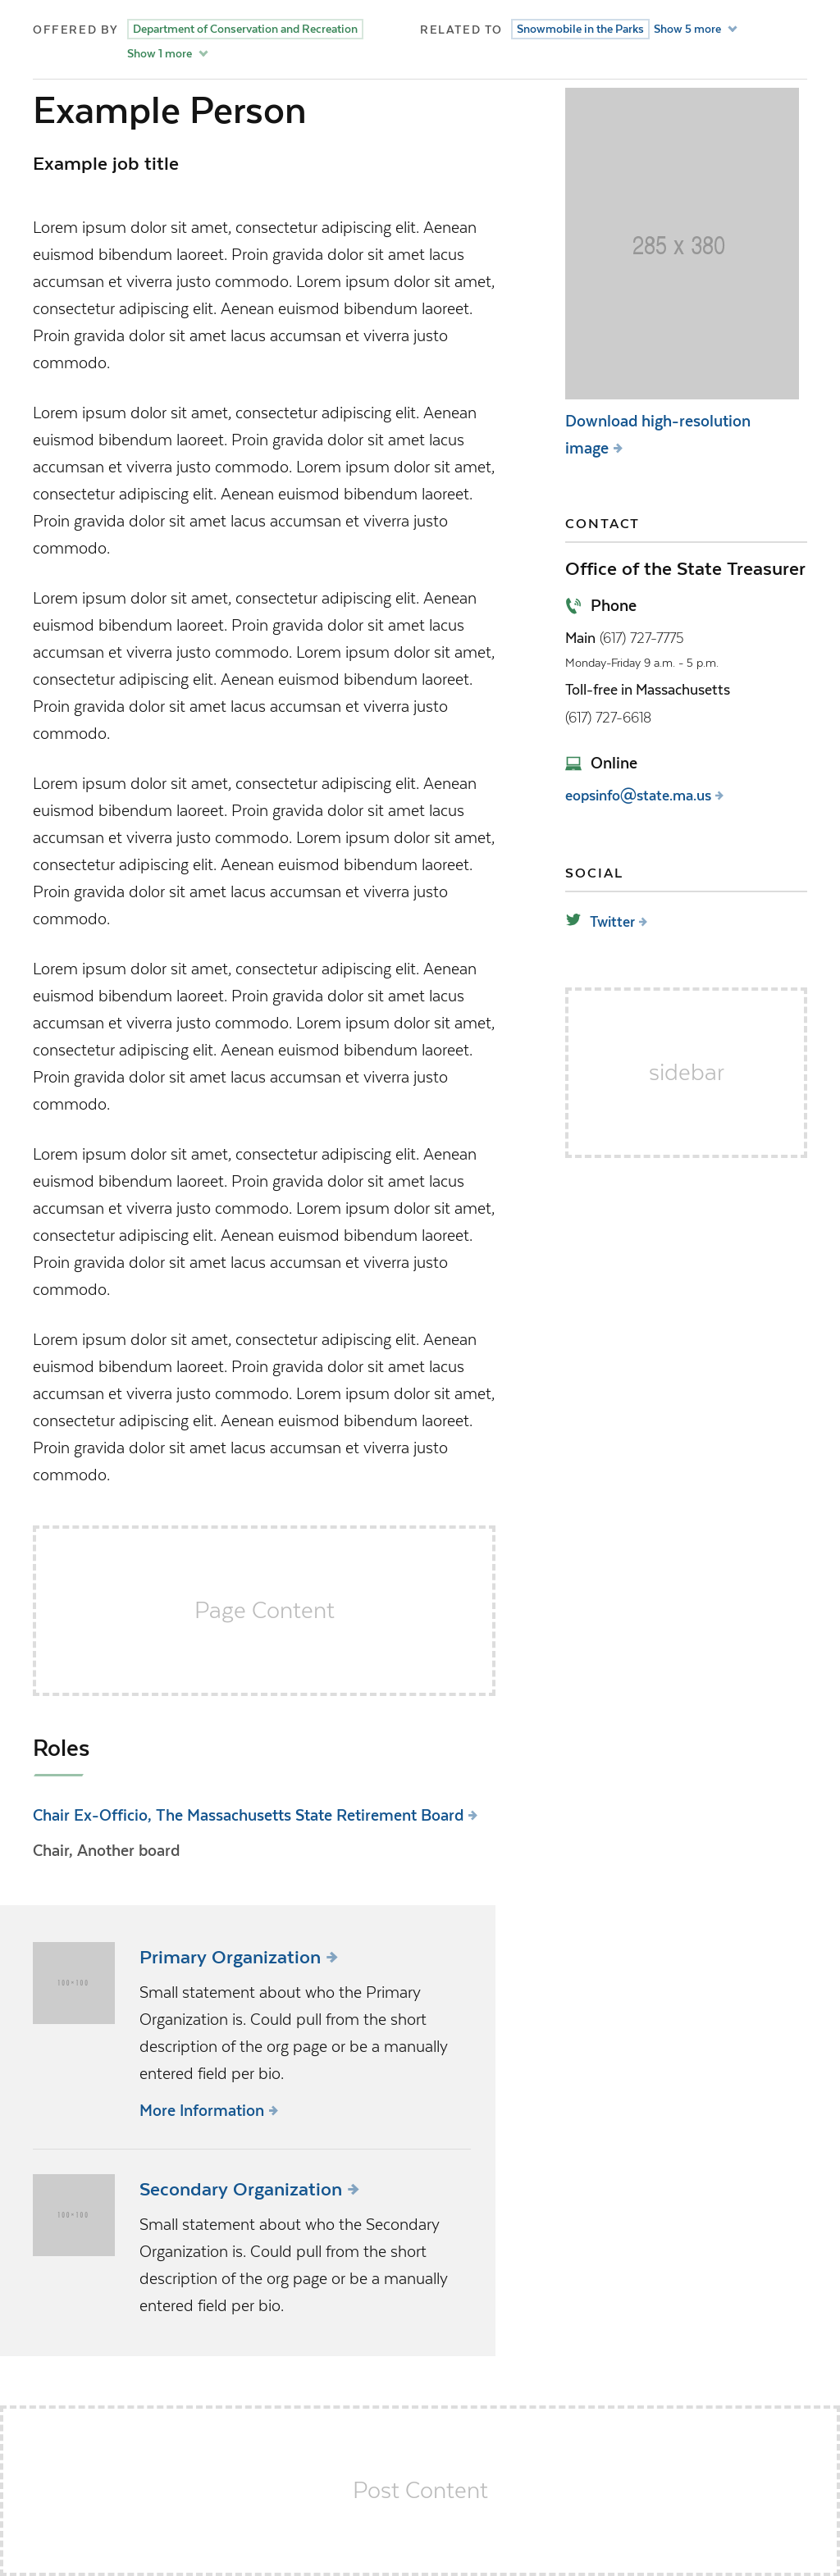 OFFERED BY Department of Conservation and Recreation
Show 1 more
RELATED TO Snowmobile in the Parks Show 5 more
Example Person
Example job title
Lorem ipsum dolor sit amet, consectetur adipiscing elit. Aenean
euismod bibendum laoreet. Proin gravida dolor sit amet lacus
accumsan et viverra justo commodo. Lorem ipsum dolor sit amet,
consectetur adipiscing elit. Aenean euismod bibendum laoreet.
Proin gravida dolor sit amet lacus accumsan et viverra justo
commodo.
Lorem ipsum dolor sit amet, consectetur adipiscing elit. Aenean
euismod bibendum laoreet. Proin gravida dolor sit amet lacus
accumsan et viverra justo commodo. Lorem ipsum dolor sit amet,
consectetur adipiscing elit. Aenean euismod bibendum laoreet.
Proin gravida dolor sit amet lacus accumsan et viverra justo
commodo.
Lorem ipsum dolor sit amet, consectetur adipiscing elit. Aenean
euismod bibendum laoreet. Proin gravida dolor sit amet lacus
accumsan et viverra justo commodo. Lorem ipsum dolor sit amet,
consectetur adipiscing elit. Aenean euismod bibendum laoreet.
Proin gravida dolor sit amet lacus accumsan et viverra justo
commodo.
Lorem ipsum dolor sit amet, consectetur adipiscing elit. Aenean
euismod bibendum laoreet. Proin gravida dolor sit amet lacus
accumsan et viverra justo commodo. Lorem ipsum dolor sit amet,
consectetur adipiscing elit. Aenean euismod bibendum laoreet.
Proin gravida dolor sit amet lacus accumsan et viverra justo
commodo.
Lorem ipsum dolor sit amet, consectetur adipiscing elit. Aenean
euismod bibendum laoreet. Proin gravida dolor sit amet lacus
accumsan et viverra justo commodo. Lorem ipsum dolor sit amet,
consectetur adipiscing elit. Aenean euismod bibendum laoreet.
Proin gravida dolor sit amet lacus accumsan et viverra justo
commodo.
Lorem ipsum dolor sit amet, consectetur adipiscing elit. Aenean
euismod bibendum laoreet. Proin gravida dolor sit amet lacus
accumsan et viverra justo commodo. Lorem ipsum dolor sit amet,
consectetur adipiscing elit. Aenean euismod bibendum laoreet.
Proin gravida dolor sit amet lacus accumsan et viverra justo
commodo.
Lorem ipsum dolor sit amet, consectetur adipiscing elit. Aenean
euismod bibendum laoreet. Proin gravida dolor sit amet lacus
accumsan et viverra justo commodo. Lorem ipsum dolor sit amet,
consectetur adipiscing elit. Aenean euismod bibendum laoreet.
Proin gravida dolor sit amet lacus accumsan et viverra justo
commodo.
Page Content
Roles
Chair Ex-Officio, The Massachusetts State Retirement Board
Chair, Another board
100×100
Primary Organization
Small statement about who the Primary
Organization is. Could pull from the short
description of the org page or be a manually
entered field per bio.
More Information
100×100
Secondary Organization
Small statement about who the Secondary
Organization is. Could pull from the short
description of the org page or be a manually
entered field per bio.
285 x 380
Download high-resolution
image
CONTACT
Office of the State Treasurer
Phone
Main (617) 727-7775
Monday-Friday 9 a.m. - 5 p.m.
Toll-free in Massachusetts
(617) 727-6618
Online
eopsinfo@state.ma.us
SOCIAL
Twitter
sidebar
Post Content